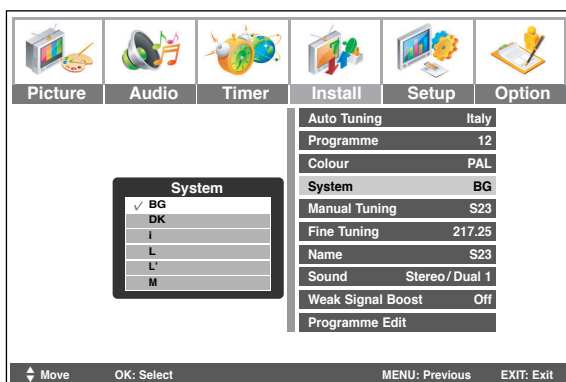 Picture Audio Timer Install Setup Option
Auto Tuning Italy
Programme 12
Colour PAL
System BG
Manual Tuning S23
Fine Tuning 217.25
Name S23
Sound Stereo/Dual 1
Weak Signal Boost Off
Programme Edit
System
✓ BG
DK
i
L
L'
M
Move OK: Select MENU: Previous EXIT: Exit